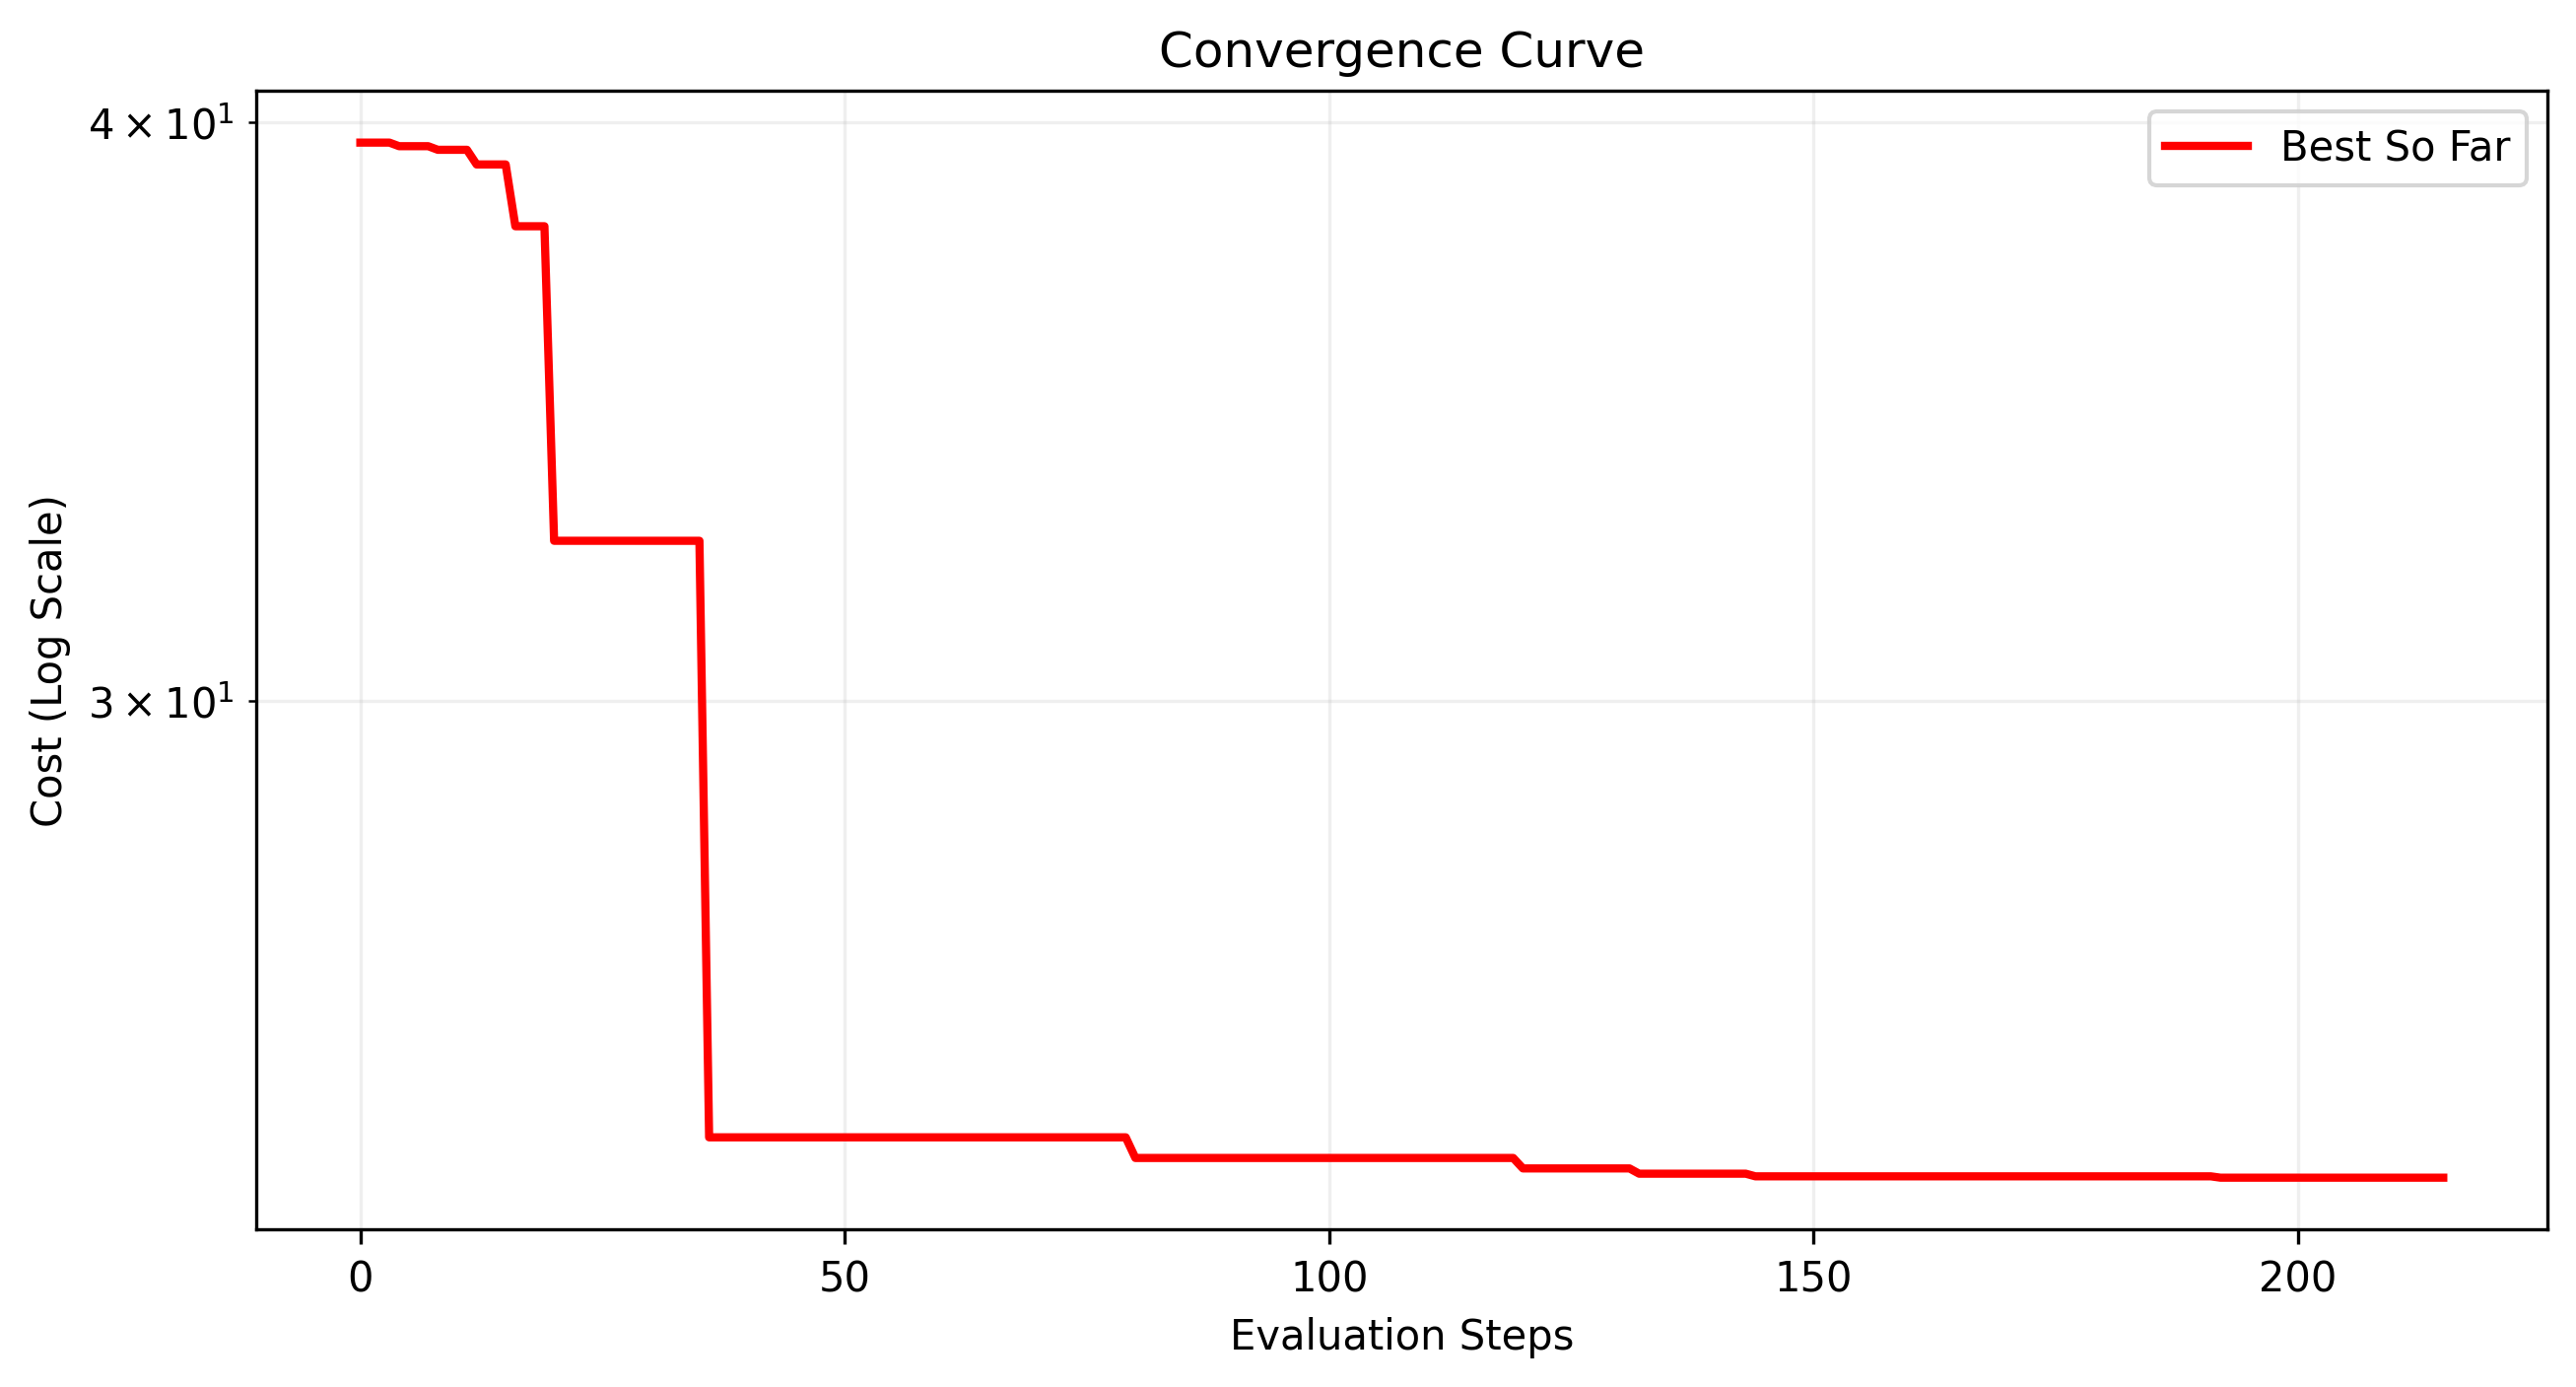 Convergence Curve
4 × 10¹
Best So Far
Cost (Log Scale)
3 × 10¹
0 50 100 150 200
Evaluation Steps